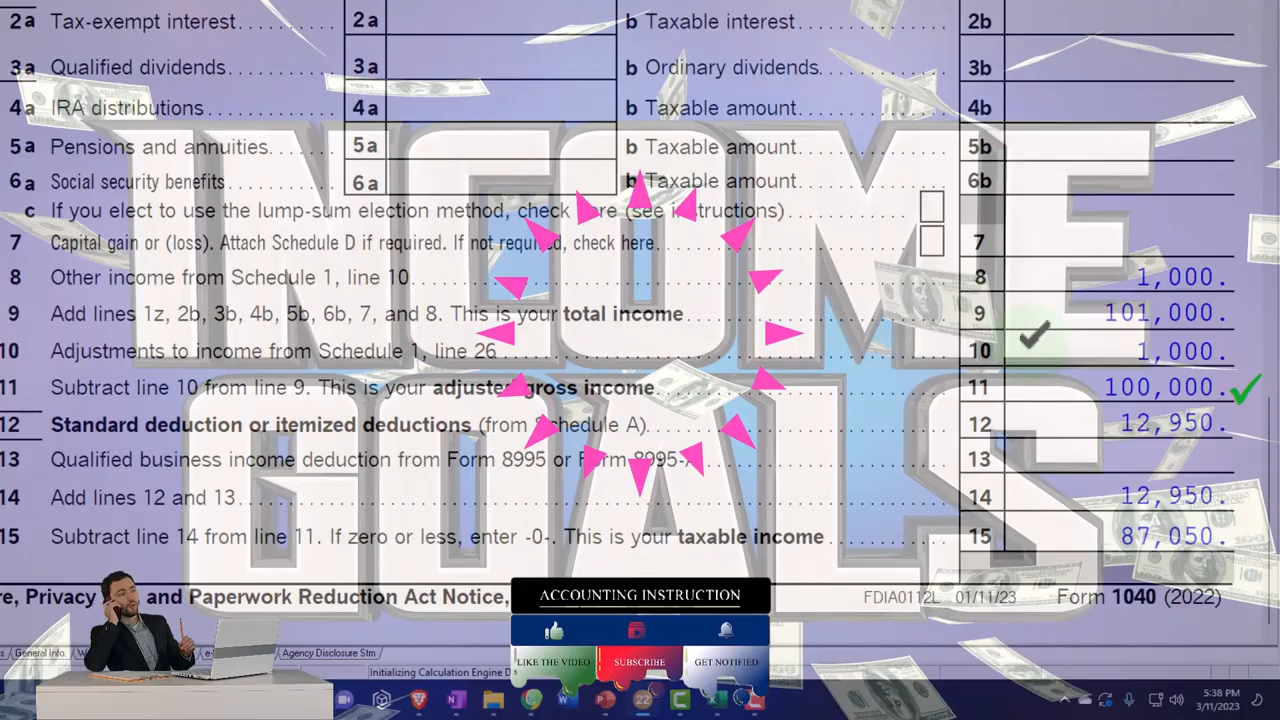 2a Tax-exempt interest 2a b Taxable interest 2b
3a Qualified dividends 3a b Ordinary dividends 3b
4a IRA distributions 4a b Taxable amount 4b
5a Pensions and annuities 5a b Taxable amount 5b
6a Social security benefits 6a b Taxable amount 6b
c If you elect to use the lump-sum election method, check here (see instructions)
7 Capital gain or (loss). Attach Schedule D if required. If not required, check here 7
8 Other income from Schedule 1, line 10 8 1,000.
9 Add lines 1z, 2b, 3b, 4b, 5b, 6b, 7, and 8. This is your total income 9 101,000.
10 Adjustments to income from Schedule 1, line 26 10 1,000.
11 Subtract line 10 from line 9. This is your adjusted gross income 11 100,000.
12 Standard deduction or itemized deductions (from Schedule A) 12 12,950.
13 Qualified business income deduction from Form 8995 or Form 8995-A 13
14 Add lines 12 and 13 14 12,950.
15 Subtract line 14 from line 11. If zero or less, enter -0-. This is your taxable income 15 87,050.
INCOME
GOALS
re, Privacy and Paperwork Reduction Act Notice, FDIA0112L 01/11/23 Form 1040 (2022)
ACCOUNTING INSTRUCTION
LIKE THE VIDEO SUBSCRIBE GET NOTIFIED
General Info. Agency Disclosure Stm
Initializing Calculation Engine D
22
5:38 PM
3/11/2023